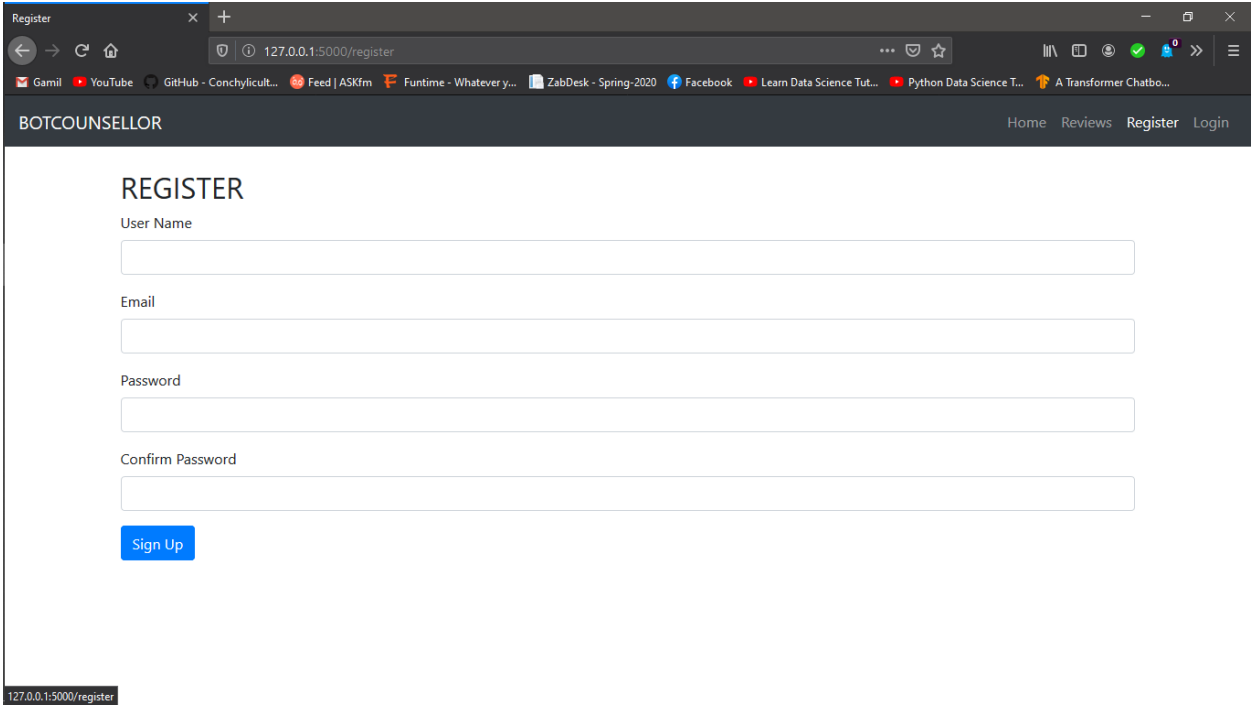 Register
127.0.0.1:5000/register
0
Gamil YouTube GitHub - Conchylicult... Feed | ASKfm Funtime - Whatever y... ZabDesk - Spring-2020 Facebook Learn Data Science Tut... Python Data Science T... A Transformer Chatbo...
BOTCOUNSELLOR Home Reviews Register Login
REGISTER
User Name
Email
Password
Confirm Password
Sign Up
127.0.0.1:5000/register